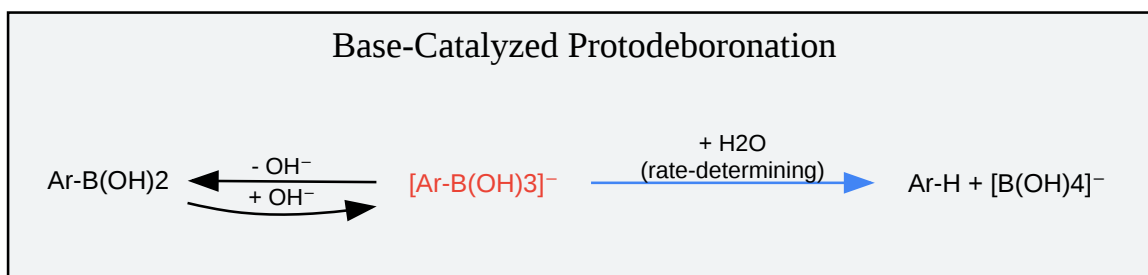 Base-Catalyzed Protodeboronation
+ H2O
- OH⁻
(rate-determining)
Ar-B(OH)2
[Ar-B(OH)3]⁻
Ar-H + [B(OH)4]⁻
+ OH⁻